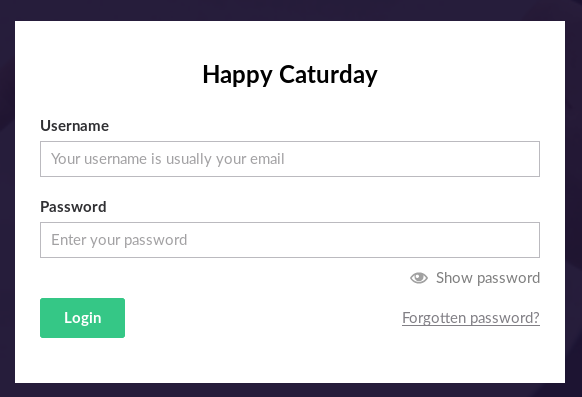 Happy Caturday
Username
Your username is usually your email
Password
Enter your password
Show password
Login
Forgotten password?